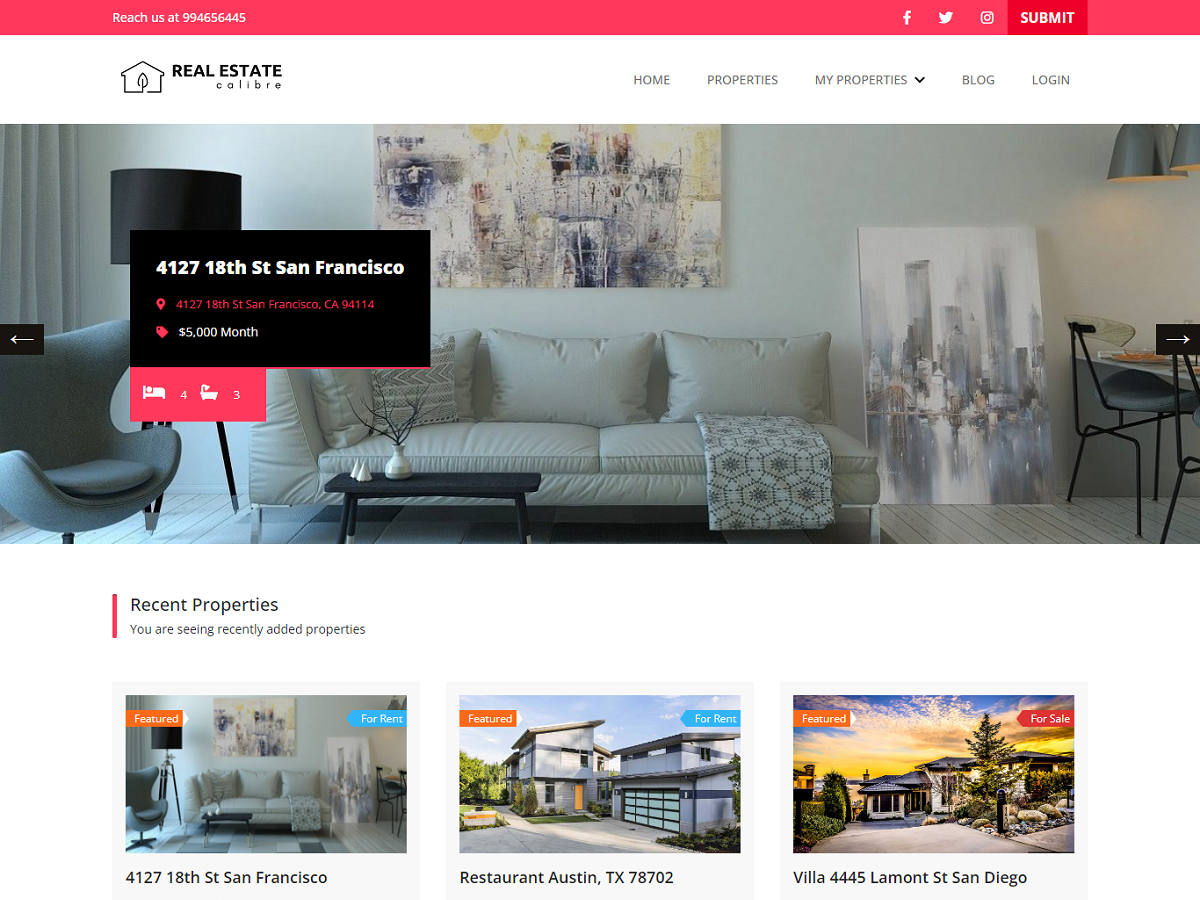 Reach us at 994656445
SUBMIT
REAL ESTATE
calibre
HOME
PROPERTIES
MY PROPERTIES
BLOG
LOGIN
4127 18th St San Francisco
4127 18th St San Francisco, CA 94114
$5,000 Month
4
3
←
→
Recent Properties
You are seeing recently added properties
Featured
For Rent
Featured
For Rent
Featured
For Sale
4127 18th St San Francisco
Restaurant Austin, TX 78702
Villa 4445 Lamont St San Diego